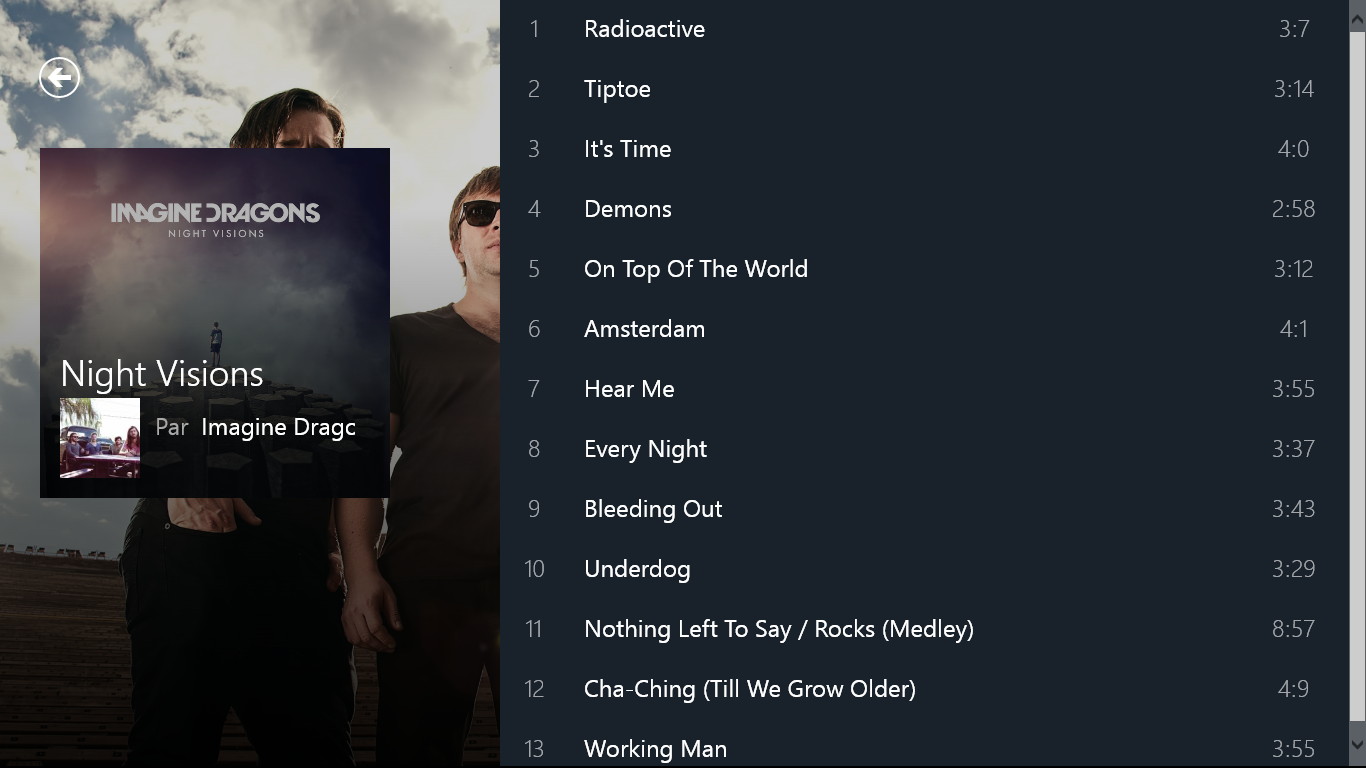 IMAGINE DRAGONS
NIGHT VISIONS
Night Visions
Par Imagine Dragc
1 Radioactive 3:7
2 Tiptoe 3:14
3 It's Time 4:0
4 Demons 2:58
5 On Top Of The World 3:12
6 Amsterdam 4:1
7 Hear Me 3:55
8 Every Night 3:37
9 Bleeding Out 3:43
10 Underdog 3:29
11 Nothing Left To Say / Rocks (Medley) 8:57
12 Cha-Ching (Till We Grow Older) 4:9
13 Working Man 3:55